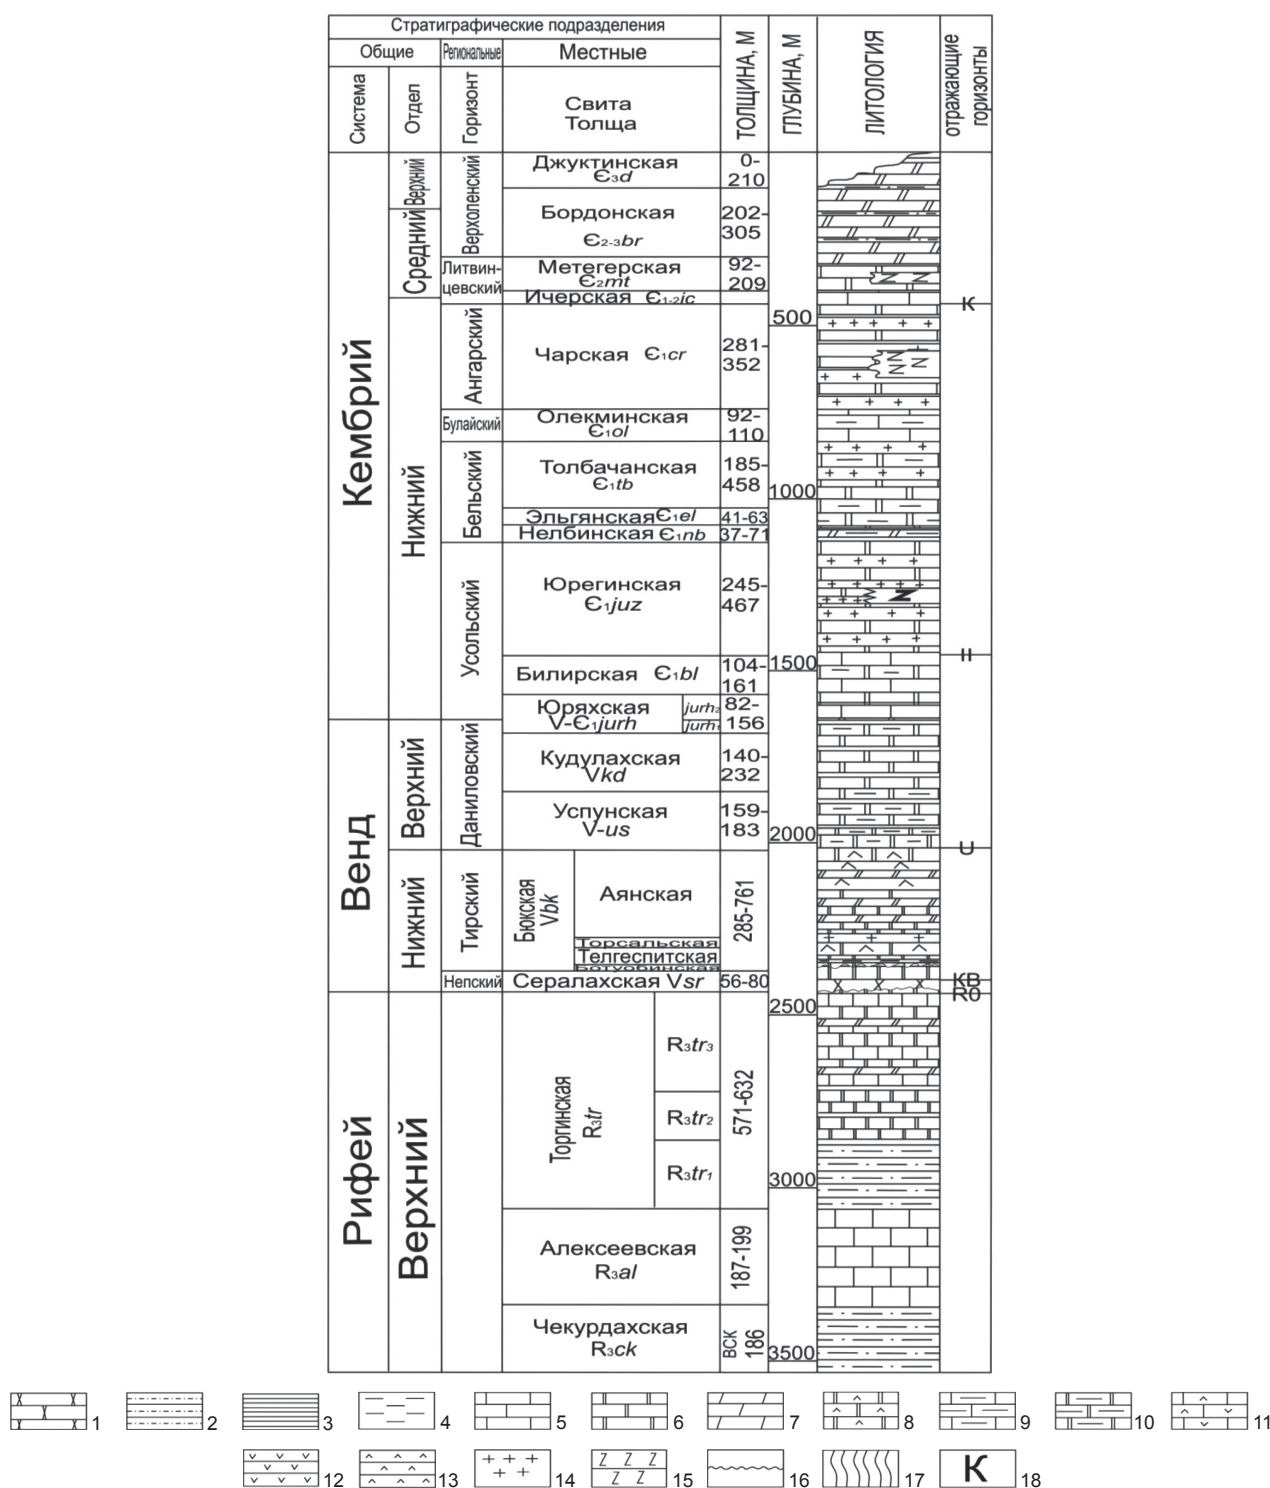 Стратиграфические подразделения
Общие
Региональные
Местные
Система
Отдел
Горизонт
Свита
Толща
ТОЛЩИНА, М
ГЛУБИНА, М
ЛИТОЛОГИЯ
отражающие
горизонты
Кембрий
Верхний
Средний
Нижний
Верхоленский
Литвин-
цевский
Ангарский
Булайский
Бельский
Усольский
Джуктинская
Є3d
0-
210
Бордонская
Є2-3br
202-
305
Метегерская
Є2mt
92-
209
Ичерская Є1-2ic
К
500
Чарская Є1cr
281-
352
Олекминская
Є1ol
92-
110
Толбачанская
Є1tb
185-
458
1000
Эльгянская Є1el
41-63
Нелбинская Є1nb
37-71
Юрегинская
Є1juz
245-
467
II
1500
Билирская Є1bl
104-
161
Юряхская
V-Є1jurh
jurh2
jurh1
82-
156
Венд
Верхний
Нижний
Даниловский
Тирский
Непский
Кудулахская
Vkd
140-
232
Успунская
V-us
159-
183
2000
U
Бюкская
Vbk
Аянская
285-761
Торсальская
Телгеспитская
Ботуобинская
Сералахская Vsr
56-80
КВ
R0
2500
Рифей
Верхний
Торгинская
R3tr
R3tr3
R3tr2
R3tr1
571-632
3000
Алексеевская
R3al
187-199
Чекурдахская
R3ck
ВСК
186
3500
1 2 3 4 5 6 7 8 9 10 11
12 13 14 15 16 17 К 18